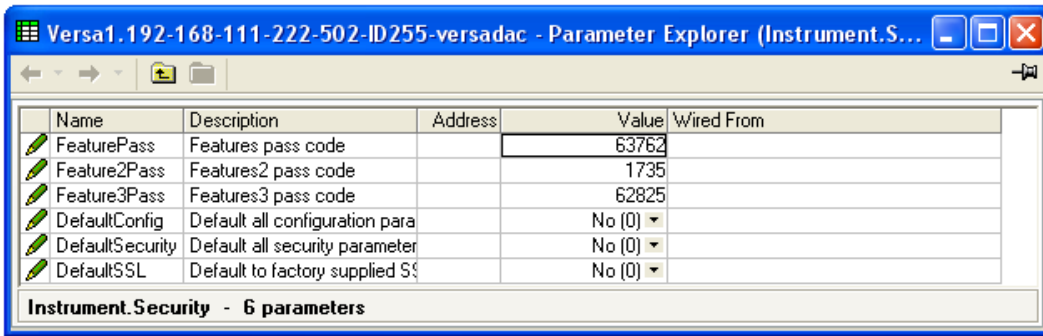 Versa1.192-168-111-222-502-ID255-versadac - Parameter Explorer (Instrument.S...
Name Description Address Value Wired From
FeaturePass Features pass code 63762
Feature2Pass Features2 pass code 1735
Feature3Pass Features3 pass code 62825
DefaultConfig Default all configuration para No (0)
DefaultSecurity Default all security parameter No (0)
DefaultSSL Default to factory supplied SS No (0)
Instrument.Security - 6 parameters